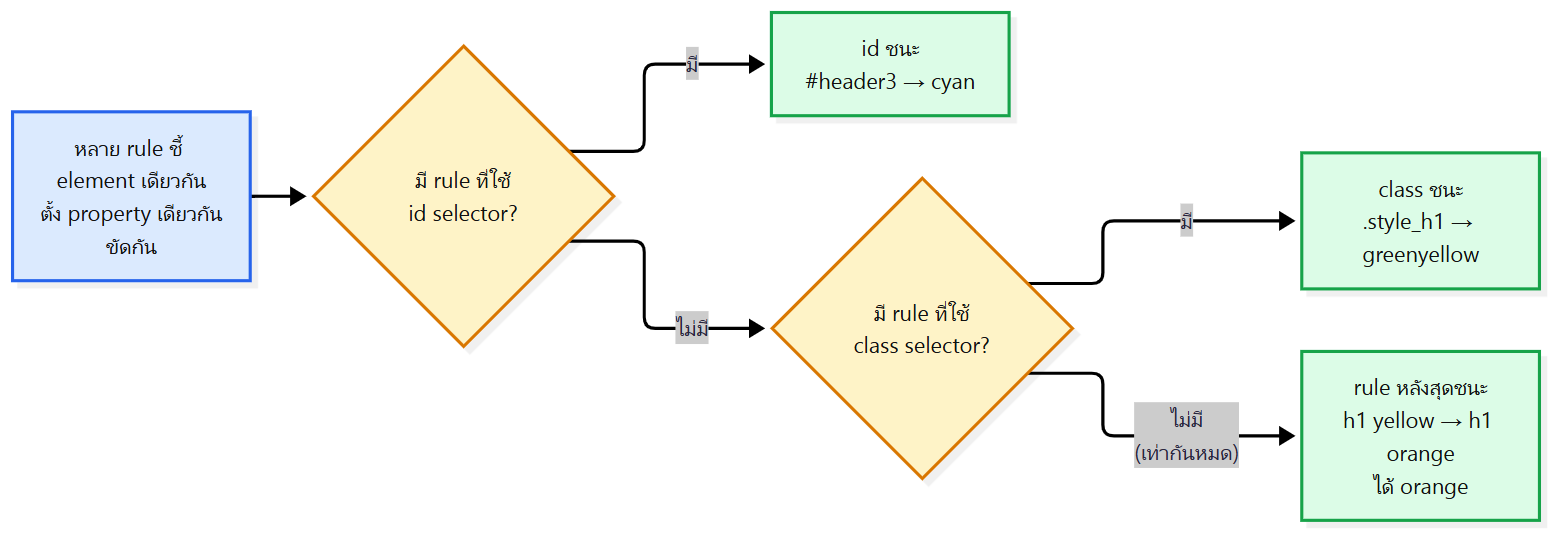 หลาย rule ชี้
element เดียวกัน
ตั้ง property เดียวกัน
ขัดกัน
มี rule ที่ใช้
id selector?
มี
id ชนะ
#header3 → cyan
ไม่มี
มี rule ที่ใช้
class selector?
มี
class ชนะ
.style_h1 →
greenyellow
ไม่มี
(เท่ากันหมด)
rule หลังสุดชนะ
h1 yellow → h1
orange
ได้ orange